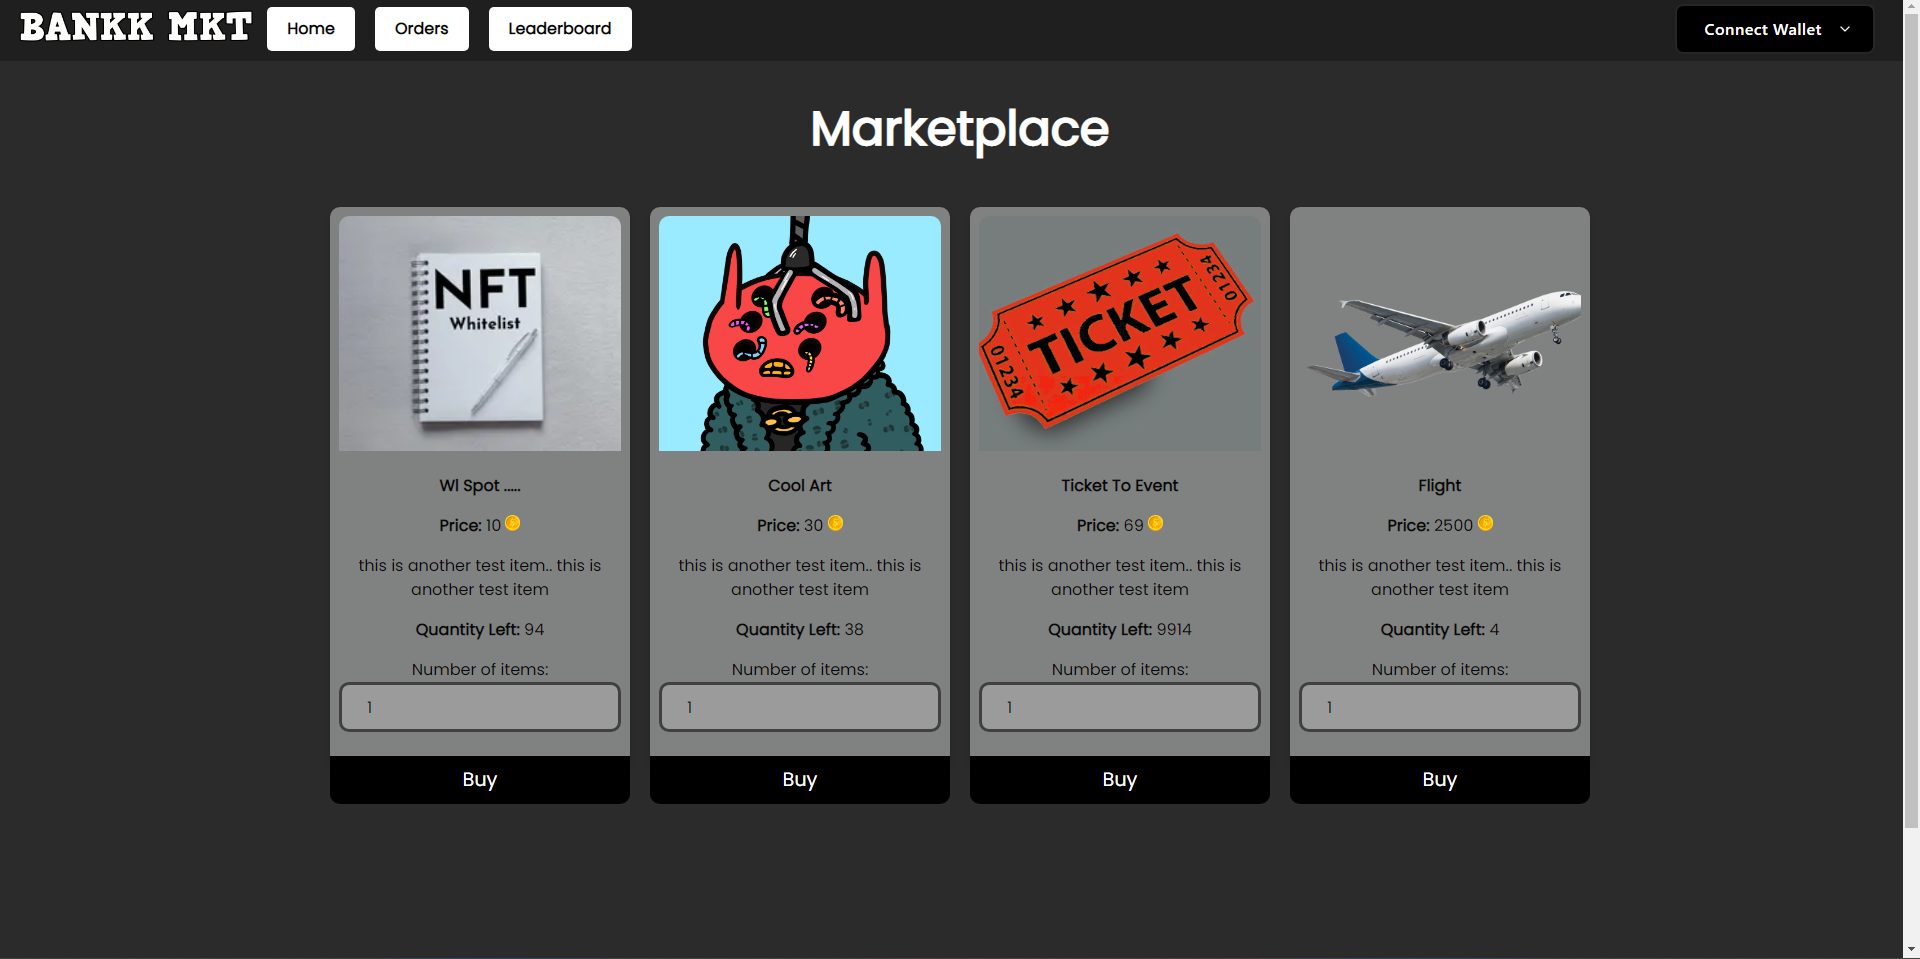 BANKK MKT
Home
Orders
Leaderboard
Connect Wallet
Marketplace
NFT
Whitelist
Wl Spot .....
Price: 10
this is another test item.. this is
another test item
Quantity Left: 94
Number of items:
1
Buy
Cool Art
Price: 30
this is another test item.. this is
another test item
Quantity Left: 38
Number of items:
1
Buy
01234
TICKET
01234
Ticket To Event
Price: 69
this is another test item.. this is
another test item
Quantity Left: 9914
Number of items:
1
Buy
Flight
Price: 2500
this is another test item.. this is
another test item
Quantity Left: 4
Number of items:
1
Buy